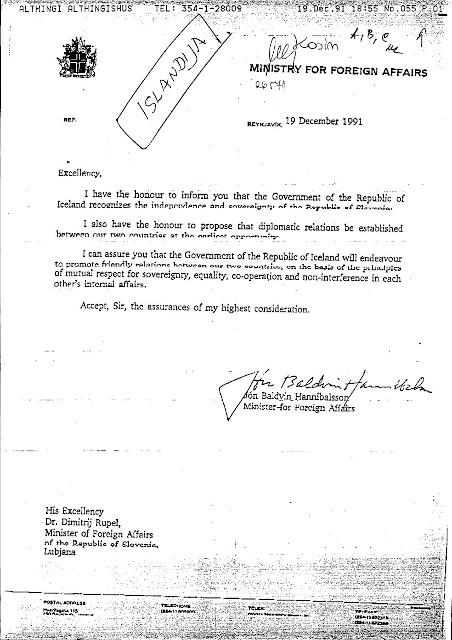 ALTHINGI ALTHINGISHUS TEL: 354-1-28009 19.Dec.91 18:55 No.055 P.01
ISLANDIJA
Kosin A, B, C
MINISTRY FOR FOREIGN AFFAIRS
REF.
REYKJAVÍK, 19 December 1991
Excellency,
I have the honour to inform you that the Government of the Republic of
Iceland recognizes the independence and sovereignty of the Republic of Slovenia.
I also have the honour to propose that diplomatic relations be established
between our two countries at the earliest opportunity.
I can assure you that the Government of the Republic of Iceland will endeavour
to promote friendly relations between our two countries, on the basis of the principles
of mutual respect for sovereignty, equality, co-operation and non-interference in each
other's internal affairs.
Accept, Sir, the assurances of my highest consideration.
Jón Baldvin Hannibalsson
Jón Baldvin Hannibalsson
Minister for Foreign Affairs
His Excellency
Dr. Dimitrij Rupel,
Minister of Foreign Affairs
of the Republic of Slovenia,
Lubjana
POSTAL ADDRESS
TELEPHONE
TELEX